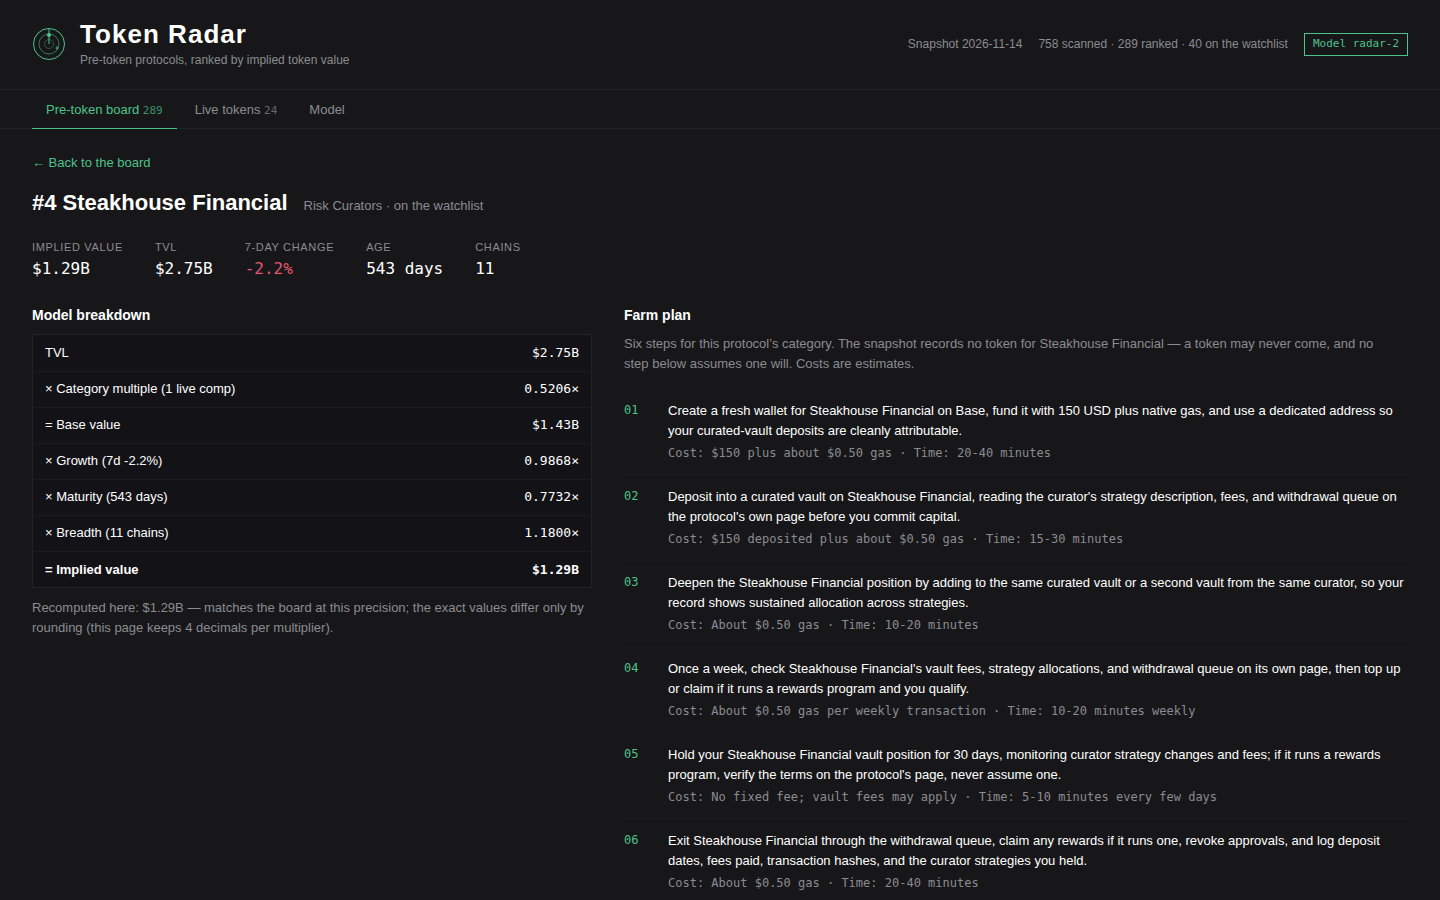 Token Radar
Pre-token protocols, ranked by implied token value
Snapshot 2026-11-14 758 scanned · 289 ranked · 40 on the watchlist Model radar-2
Pre-token board 289 Live tokens 24 Model
← Back to the board
#4 Steakhouse Financial Risk Curators · on the watchlist
IMPLIED VALUE TVL 7-DAY CHANGE AGE CHAINS
$1.29B $2.75B -2.2% 543 days 11
Model breakdown
TVL $2.75B
× Category multiple (1 live comp) 0.5206×
= Base value $1.43B
× Growth (7d -2.2%) 0.9868×
× Maturity (543 days) 0.7732×
× Breadth (11 chains) 1.1800×
= Implied value $1.29B
Recomputed here: $1.29B — matches the board at this precision; the exact values differ only by
rounding (this page keeps 4 decimals per multiplier).
Farm plan
Six steps for this protocol's category. The snapshot records no token for Steakhouse Financial — a token may never come, and no
step below assumes one will. Costs are estimates.
01 Create a fresh wallet for Steakhouse Financial on Base, fund it with 150 USD plus native gas, and use a dedicated address so
your curated-vault deposits are cleanly attributable.
Cost: $150 plus about $0.50 gas · Time: 20-40 minutes
02 Deposit into a curated vault on Steakhouse Financial, reading the curator's strategy description, fees, and withdrawal queue on
the protocol's own page before you commit capital.
Cost: $150 deposited plus about $0.50 gas · Time: 15-30 minutes
03 Deepen the Steakhouse Financial position by adding to the same curated vault or a second vault from the same curator, so your
record shows sustained allocation across strategies.
Cost: About $0.50 gas · Time: 10-20 minutes
04 Once a week, check Steakhouse Financial's vault fees, strategy allocations, and withdrawal queue on its own page, then top up
or claim if it runs a rewards program and you qualify.
Cost: About $0.50 gas per weekly transaction · Time: 10-20 minutes weekly
05 Hold your Steakhouse Financial vault position for 30 days, monitoring curator strategy changes and fees; if it runs a rewards
program, verify the terms on the protocol's page, never assume one.
Cost: No fixed fee; vault fees may apply · Time: 5-10 minutes every few days
06 Exit Steakhouse Financial through the withdrawal queue, claim any rewards if it runs one, revoke approvals, and log deposit
dates, fees paid, transaction hashes, and the curator strategies you held.
Cost: About $0.50 gas · Time: 20-40 minutes